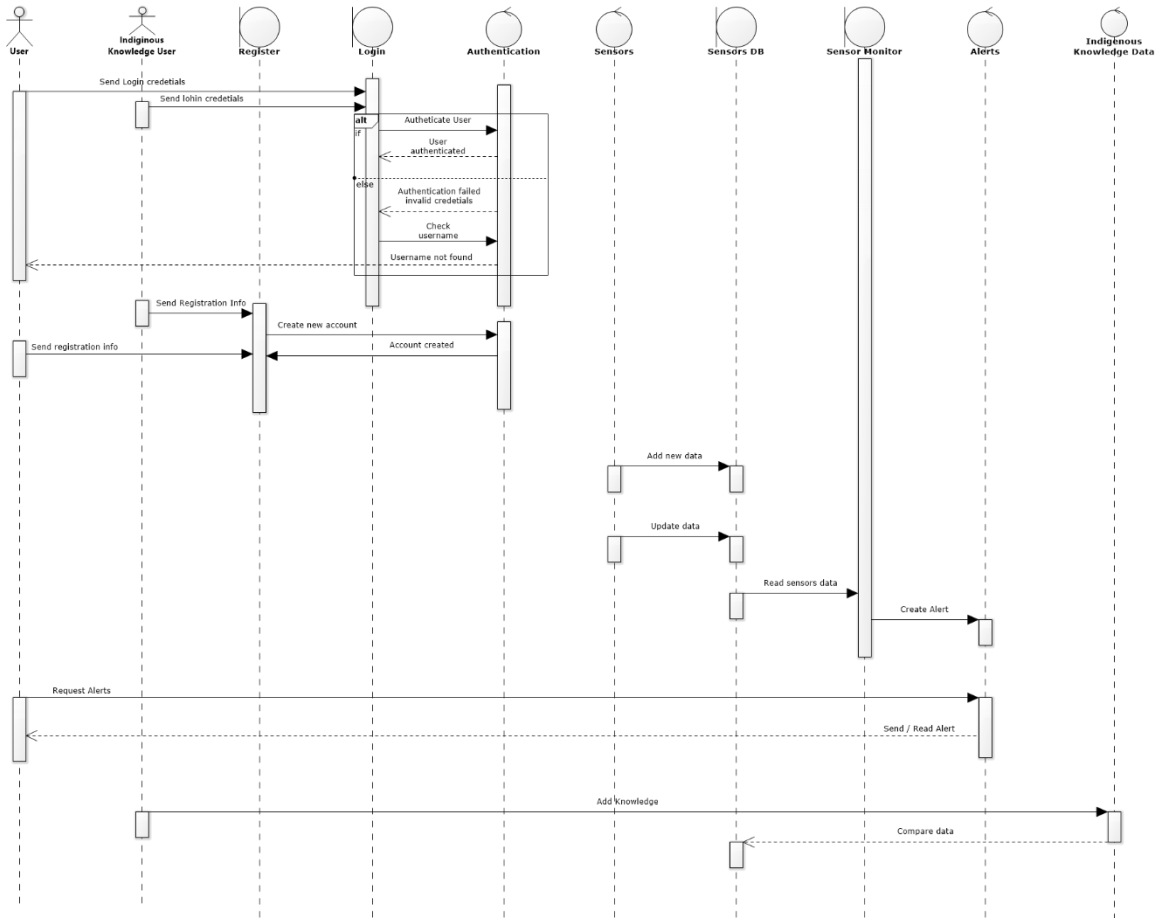 User
Indiginous
Knowledge User
Register
Login
Authentication
Sensors
Sensors DB
Sensor Monitor
Alerts
Indigenous
Knowledge Data
Send Login credetials
Send lohin credetials
alt
if
Autheticate User
User
authenticated
else
Authentication failed
invalid credetials
Check
username
Username not found
Send Registration Info
Create new account
Send registration info
Account created
Add new data
Update data
Read sensors data
Create Alert
Request Alerts
Send / Read Alert
Add Knowledge
Compare data